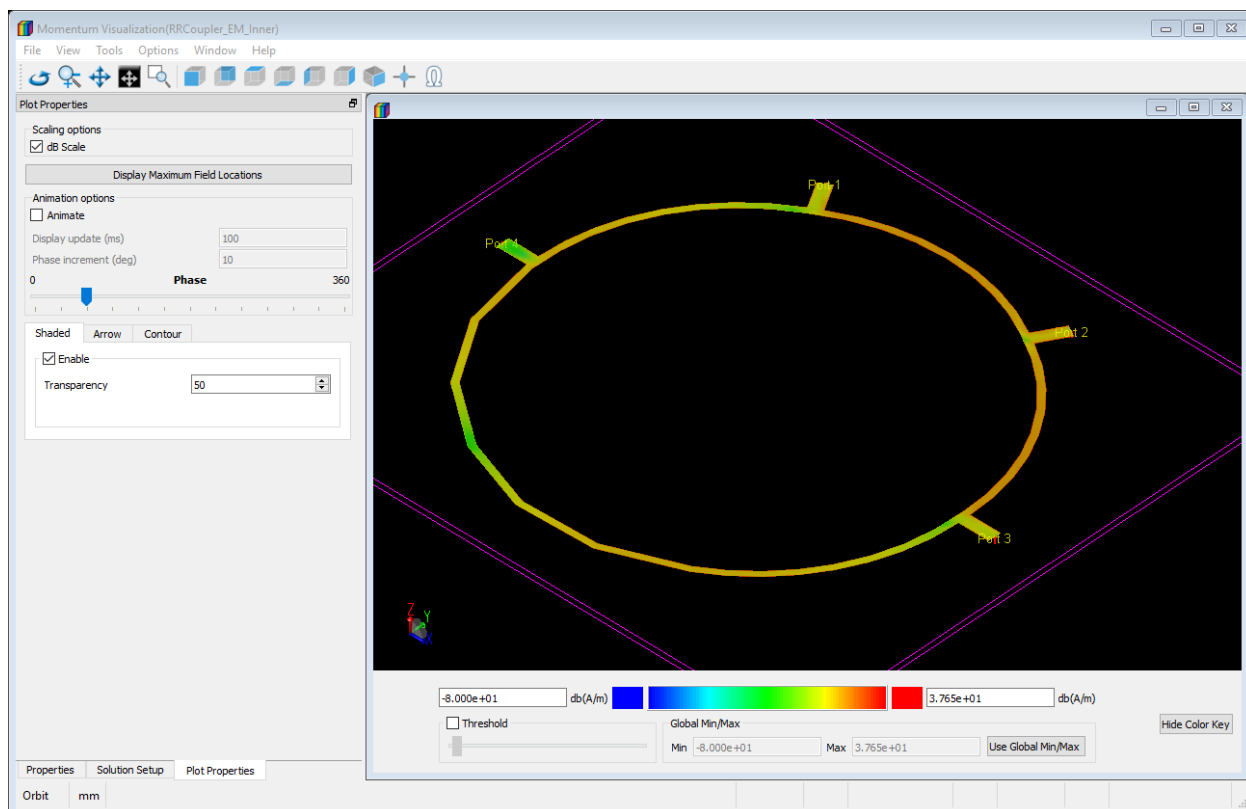 Momentum Visualization(RRCoupler_EM_Inner)
File View Tools Options Window Help
Plot Properties
Scaling options
dB Scale
Display Maximum Field Locations
Animation options
Animate
Display update (ms) 100
Phase increment (deg) 10
0 Phase 360
Shaded Arrow Contour
Enable
Transparency 50
Port 1
Port 4
Port 2
Port 3
Z
Y
X
-8.000e+01 db(A/m) 3.765e+01 db(A/m)
Threshold
Global Min/Max
Min -8.000e+01 Max 3.765e+01 Use Global Min/Max
Hide Color Key
Properties Solution Setup Plot Properties
Orbit mm